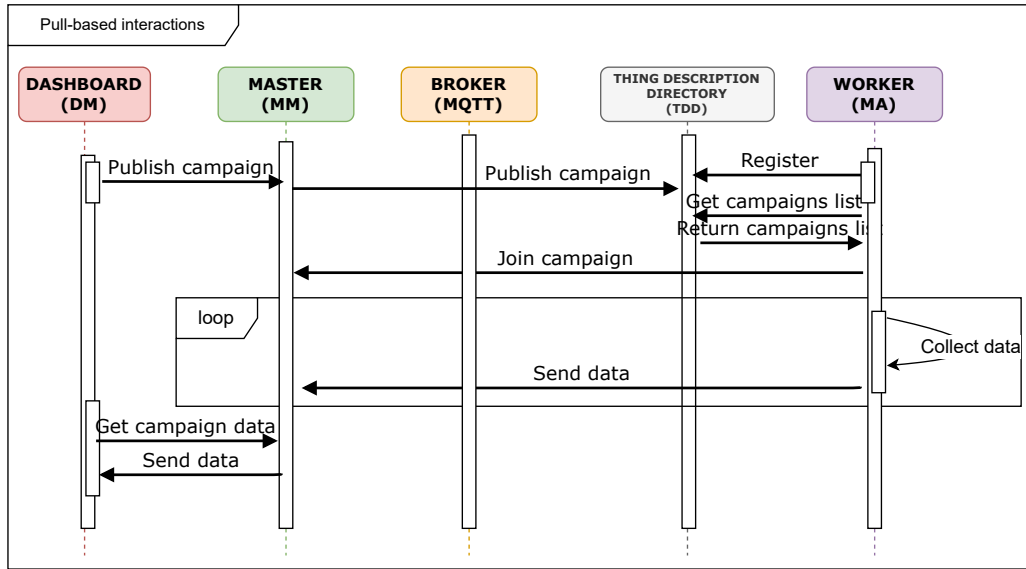 Pull-based interactions
DASHBOARD
(DM)
MASTER
(MM)
BROKER
(MQTT)
THING DESCRIPTION
DIRECTORY
(TDD)
WORKER
(MA)
Publish campaign
Publish campaign
Register
Get campaigns list
Return campaigns list
Join campaign
loop
Collect data
Send data
Get campaign data
Send data